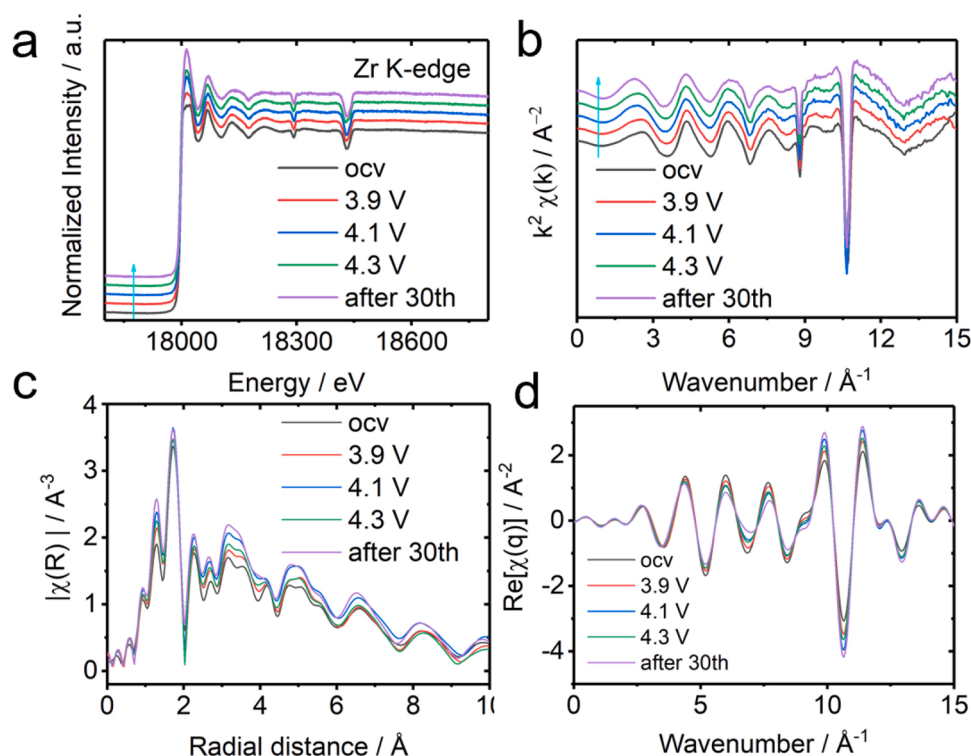 a
Normalized Intensity / a.u.
Zr K-edge
ocv
3.9 V
4.1 V
4.3 V
after 30th
18000
18300
18600
Energy / eV
b
k² χ(k) / A⁻²
ocv
3.9 V
4.1 V
4.3 V
after 30th
0
3
6
9
12
15
Wavenumber / Å⁻¹
c
|χ(R) | / A⁻³
4
3
2
1
0
ocv
3.9 V
4.1 V
4.3 V
after 30th
0
2
4
6
8
10
Radial distance / Å
d
Re[χ(q)] / A⁻²
2
0
-2
-4
ocv
3.9 V
4.1 V
4.3 V
after 30th
0
5
10
15
Wavenumber / Å⁻¹